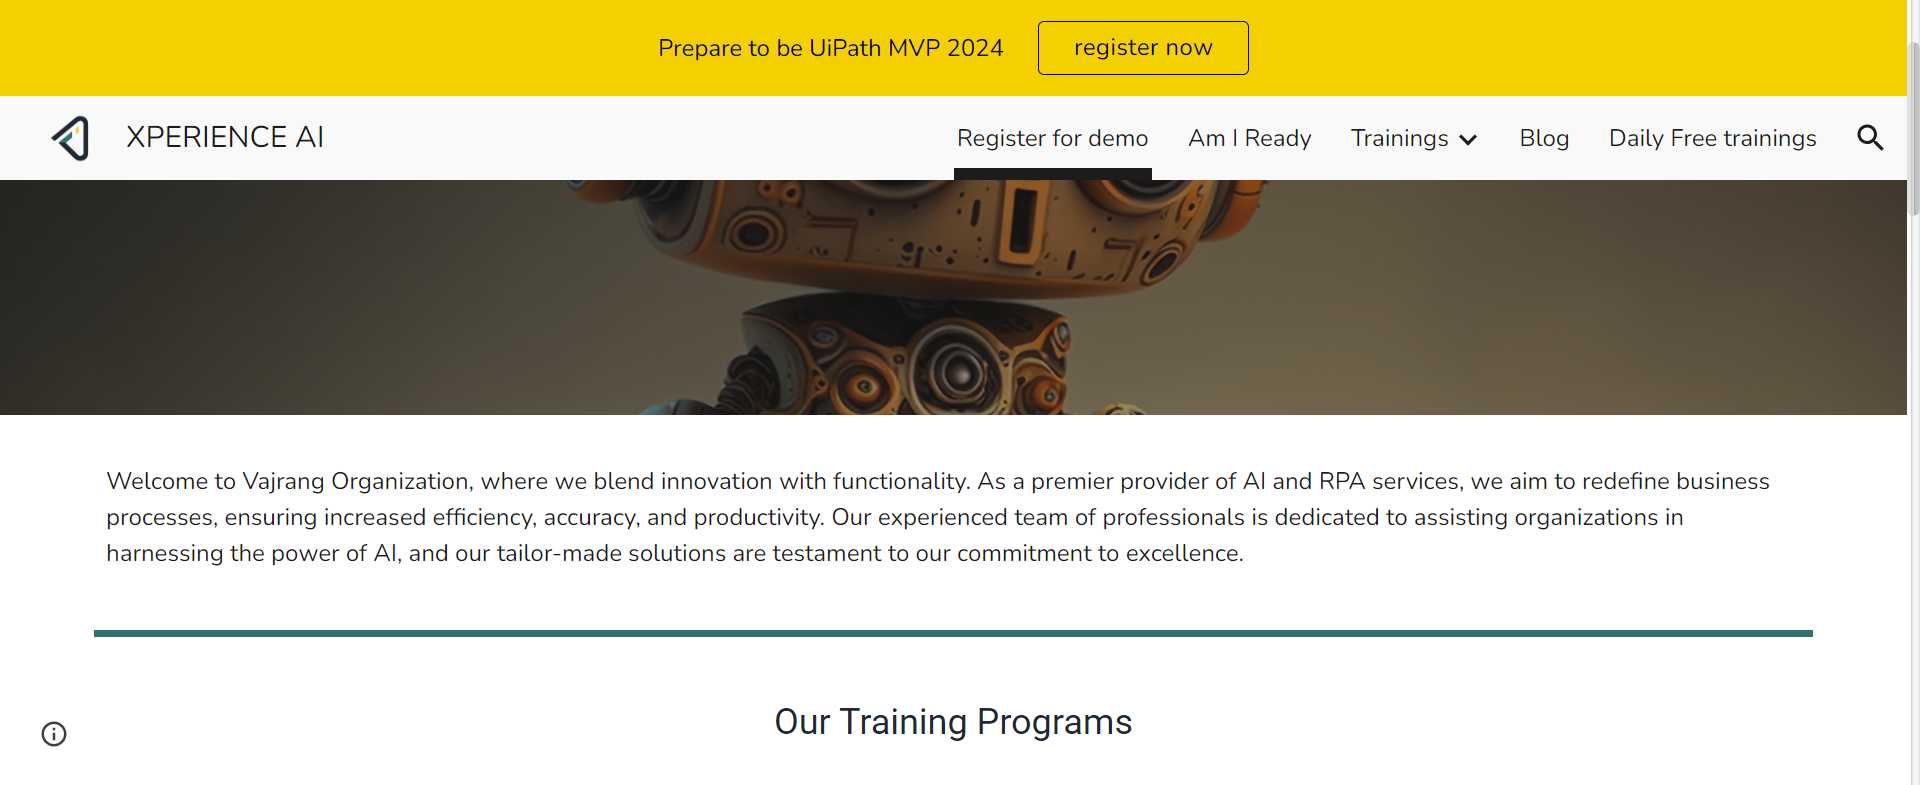 Prepare to be UiPath MVP 2024
register now
XPERIENCE AI
Register for demo
Am I Ready
Trainings
Blog
Daily Free trainings
Welcome to Vajrang Organization, where we blend innovation with functionality. As a premier provider of AI and RPA services, we aim to redefine business
processes, ensuring increased efficiency, accuracy, and productivity. Our experienced team of professionals is dedicated to assisting organizations in
harnessing the power of AI, and our tailor-made solutions are testament to our commitment to excellence.
Our Training Programs